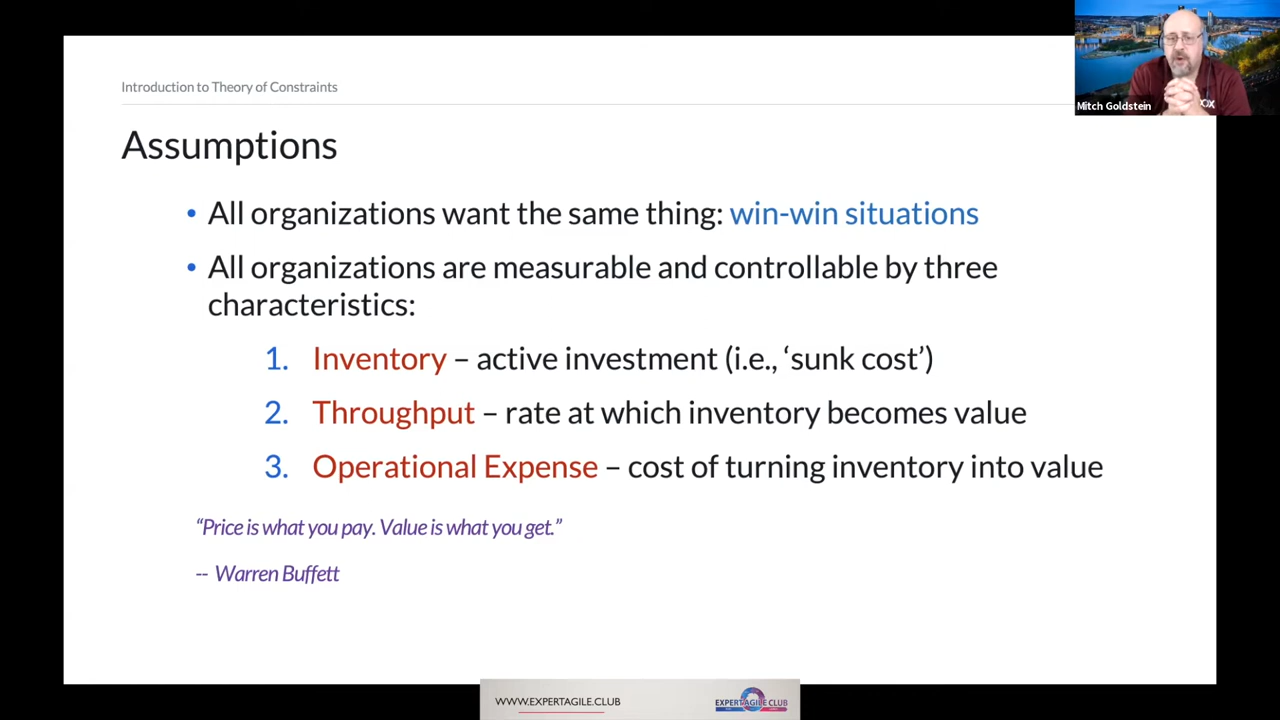 Introduction to Theory of Constraints
Mitch Goldstein
Assumptions
• All organizations want the same thing: win-win situations
• All organizations are measurable and controllable by three
characteristics:
1. Inventory – active investment (i.e., ‘sunk cost’)
2. Throughput – rate at which inventory becomes value
3. Operational Expense – cost of turning inventory into value
“Price is what you pay. Value is what you get.”
-- Warren Buffett
WWW.EXPERTAGILE.CLUB
EXPERT AGILE CLUB